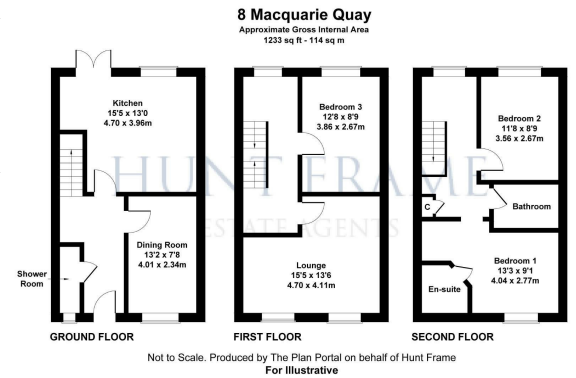 8 Macquarie Quay
Approximate Gross Internal Area
1233 sq ft - 114 sq m
Kitchen
15'5 x 13'0
4.70 x 3.96m
Dining Room
13'2 x 7'8
4.01 x 2.34m
Shower
Room
GROUND FLOOR
Bedroom 3
12'8 x 8'9
3.86 x 2.67m
Lounge
15'5 x 13'6
4.70 x 4.11m
FIRST FLOOR
Bedroom 2
11'8 x 8'9
3.56 x 2.67m
C
Bathroom
Bedroom 1
13'3 x 9'1
4.04 x 2.77m
En-suite
SECOND FLOOR
HUNT FRAME
ESTATE AGENTS
Not to Scale. Produced by The Plan Portal on behalf of Hunt Frame
For Illustrative